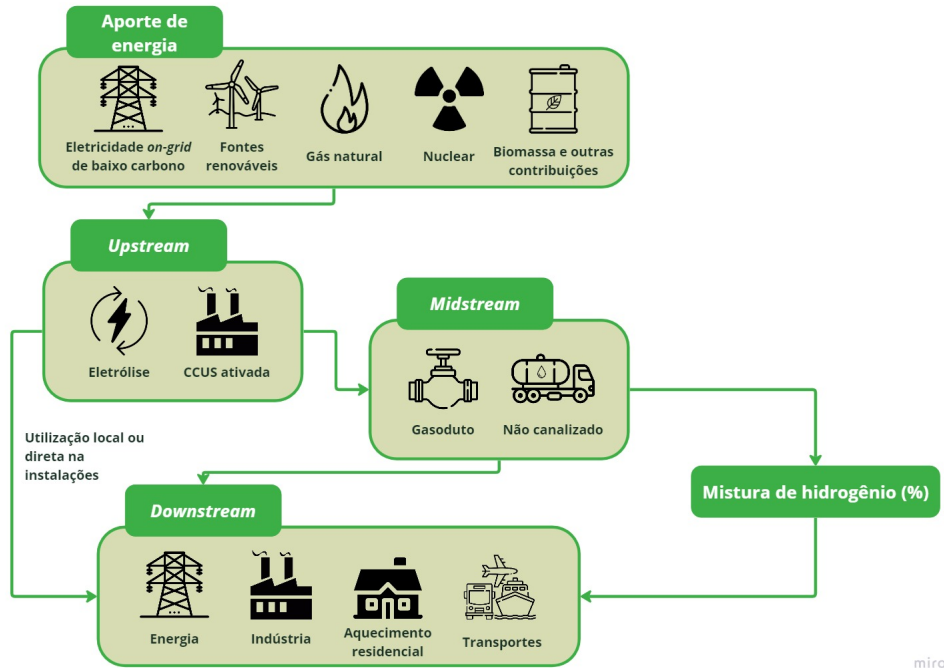 Aporte de
energia
Eletricidade on-grid
de baixo carbono
Fontes
renováveis
Gás natural
Nuclear
Biomassa e outras
contribuições
Upstream
Eletrólise
CCUS ativada
Midstream
Gasoduto
Não canalizado
Utilização local ou
direta na
instalações
Mistura de hidrogênio (%)
Downstream
Energia
Indústria
Aquecimento
residencial
Transportes
miro